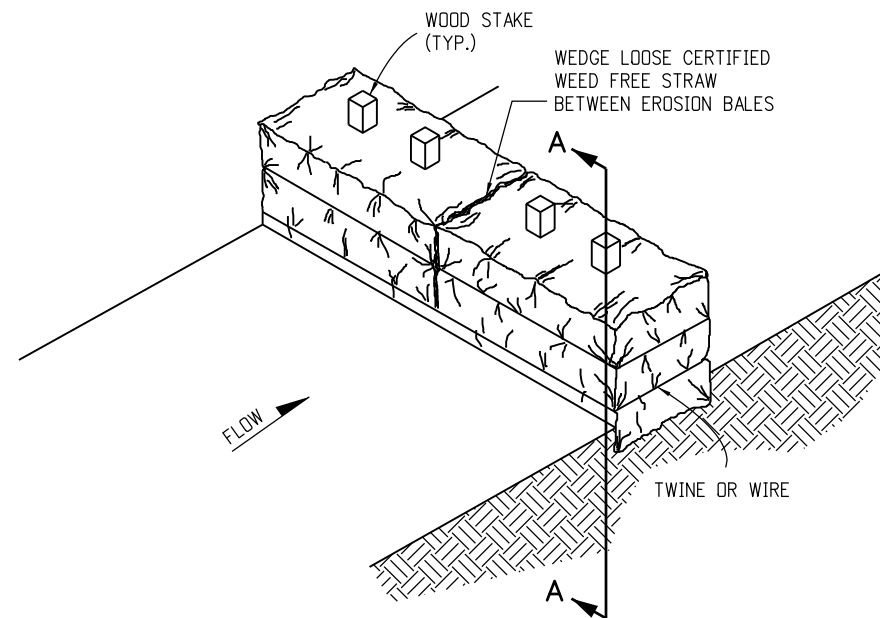 WOOD STAKE
(TYP.)
WEDGE LOOSE CERTIFIED
WEED FREE STRAW
BETWEEN EROSION BALES
A
FLOW
TWINE OR WIRE
A